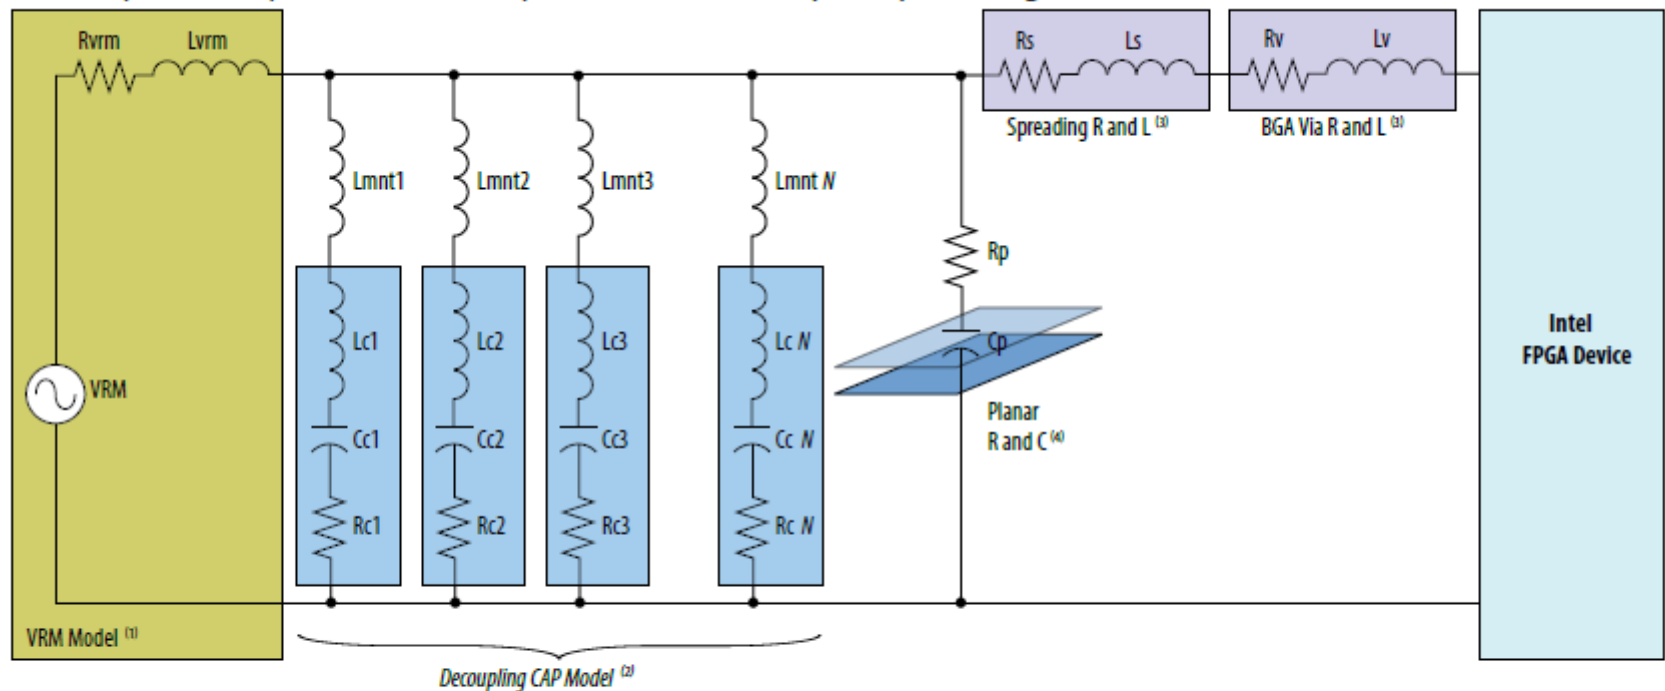 Rvrm Lvrm
Rs Ls
Rv Lv
Spreading R and L (3)
BGA Via R and L (3)
Lmnt1 Lmnt2 Lmnt3 Lmnt N
Rp
Lc1 Lc2 Lc3 Lc N
Cp
Intel
FPGA Device
VRM
Planar
R and C (4)
Cc1 Cc2 Cc3 Cc N
Rc1 Rc2 Rc3 Rc N
VRM Model (1)
Decoupling CAP Model (2)